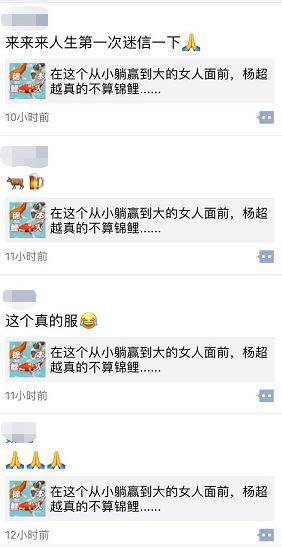 来来来人生第一次迷信一下🙏
在这个从小躺赢到大的女人面前，杨超
越真的不算锦鲤......
10小时前
🐂🍺
在这个从小躺赢到大的女人面前，杨超
越真的不算锦鲤......
11小时前
这个真的服😂
在这个从小躺赢到大的女人面前，杨超
越真的不算锦鲤......
11小时前
🙏🙏🙏
在这个从小躺赢到大的女人面前，杨超
越真的不算锦鲤......
12小时前